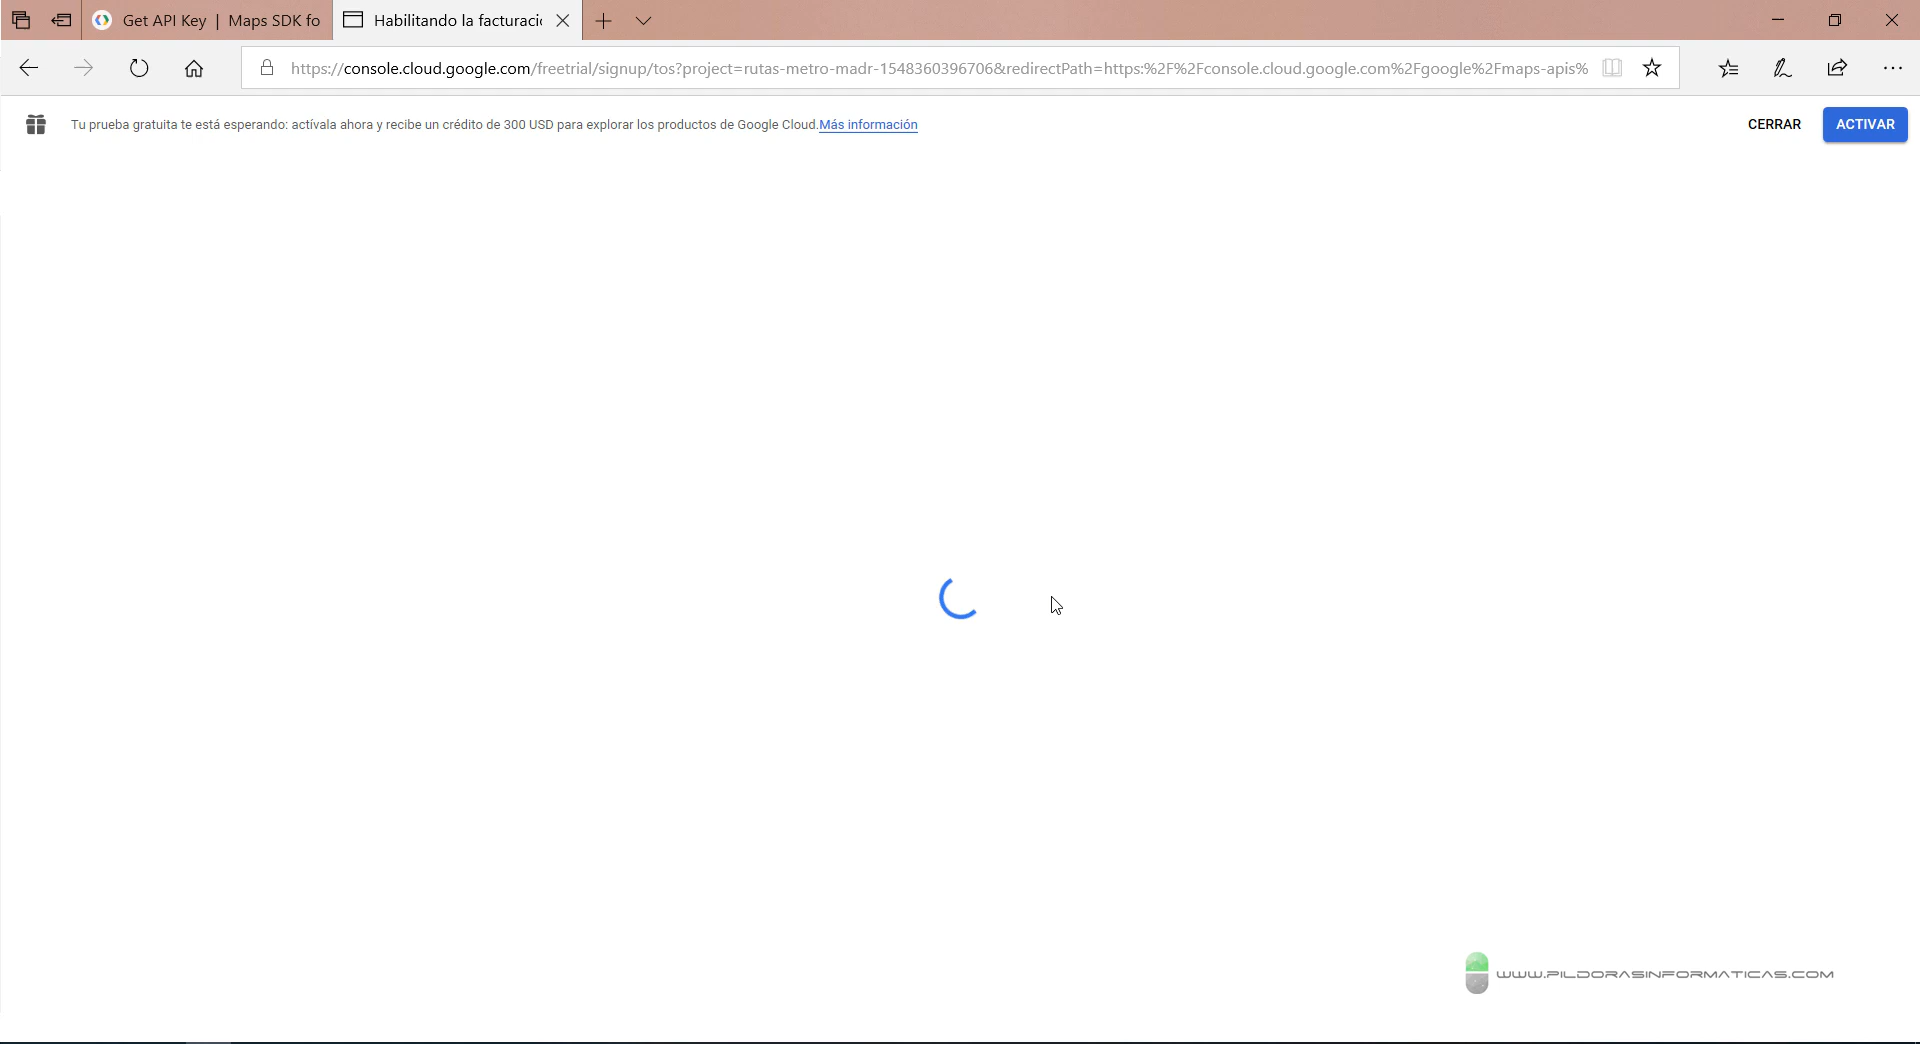 Get API Key | Maps SDK fo
Habilitando la facturació
https://console.cloud.google.com/freetrial/signup/tos?project=rutas-metro-madr-1548360396706&redirectPath=https:%2F%2Fconsole.cloud.google.com%2Fgoogle%2Fmaps-apis%
Tu prueba gratuita te está esperando: actívala ahora y recibe un crédito de 300 USD para explorar los productos de Google Cloud.Más información
CERRAR
ACTIVAR
WWW.PILDORASINFORMATICAS.COM